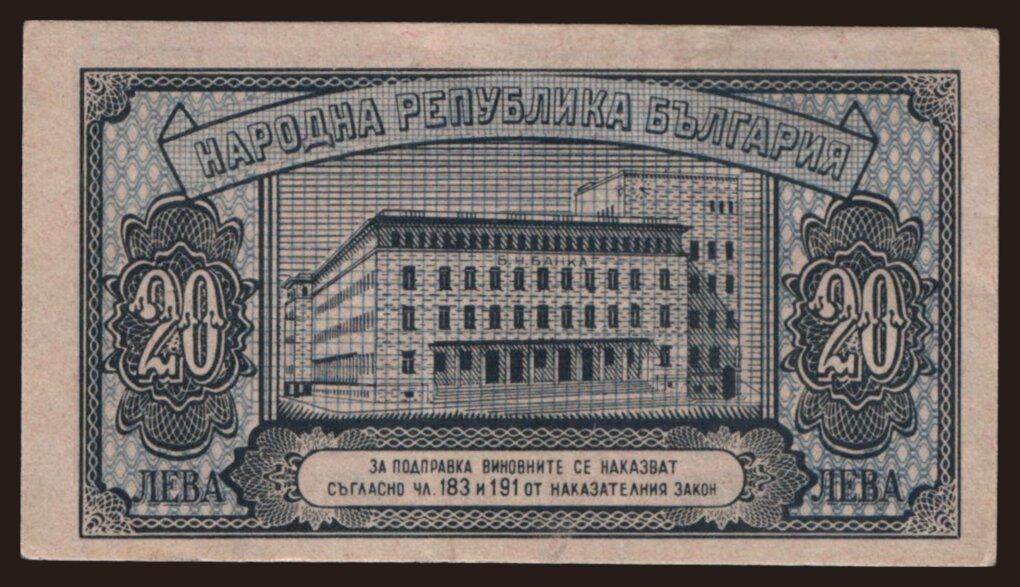 НАРОДНА РЕПУБЛИКА БЪЛГАРИЯ
Б. Н. БАНКА
20
20
ЛЕВА
ЛЕВА
ЗА ПОДПРАВКА ВИНОВНИТЕ СЕ НАКАЗВАТ
СЪГЛАСНО ЧЛ. 183 И 191 ОТ НАКАЗАТЕЛНИЯ ЗАКОН